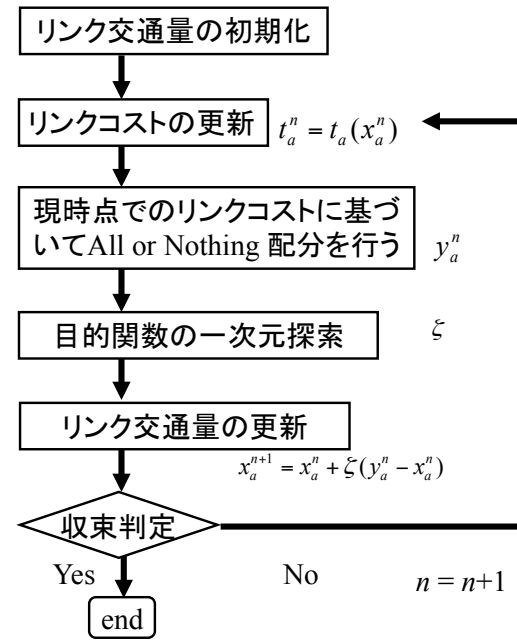 リンク交通量の初期化
リンクコストの更新 t_a^n = t_a(x_a^n)
現時点でのリンクコストに基づ
いてAll or Nothing 配分を行う y_a^n
目的関数の一次元探索 ζ
リンク交通量の更新
x_a^{n+1} = x_a^n + ζ(y_a^n − x_a^n)
収束判定
Yes No n = n+1
end